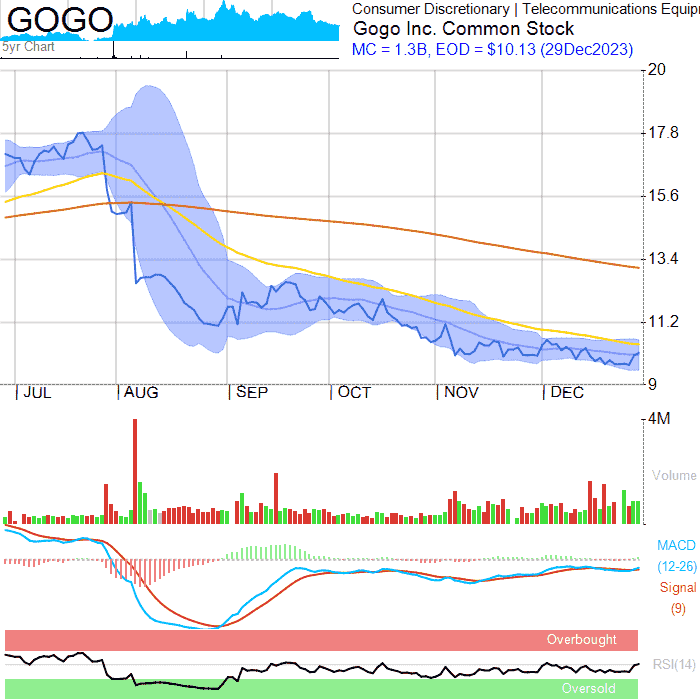 GOGO
5yr Chart
Consumer Discretionary | Telecommunications Equip
Gogo Inc. Common Stock
MC = 1.3B, EOD = $10.13 (29Dec2023)
20
17.8
15.6
13.4
11.2
9
JUL
AUG
SEP
OCT
NOV
DEC
4M
Volume
MACD
(12-26)
Signal
(9)
Overbought
RSI(14)
Oversold